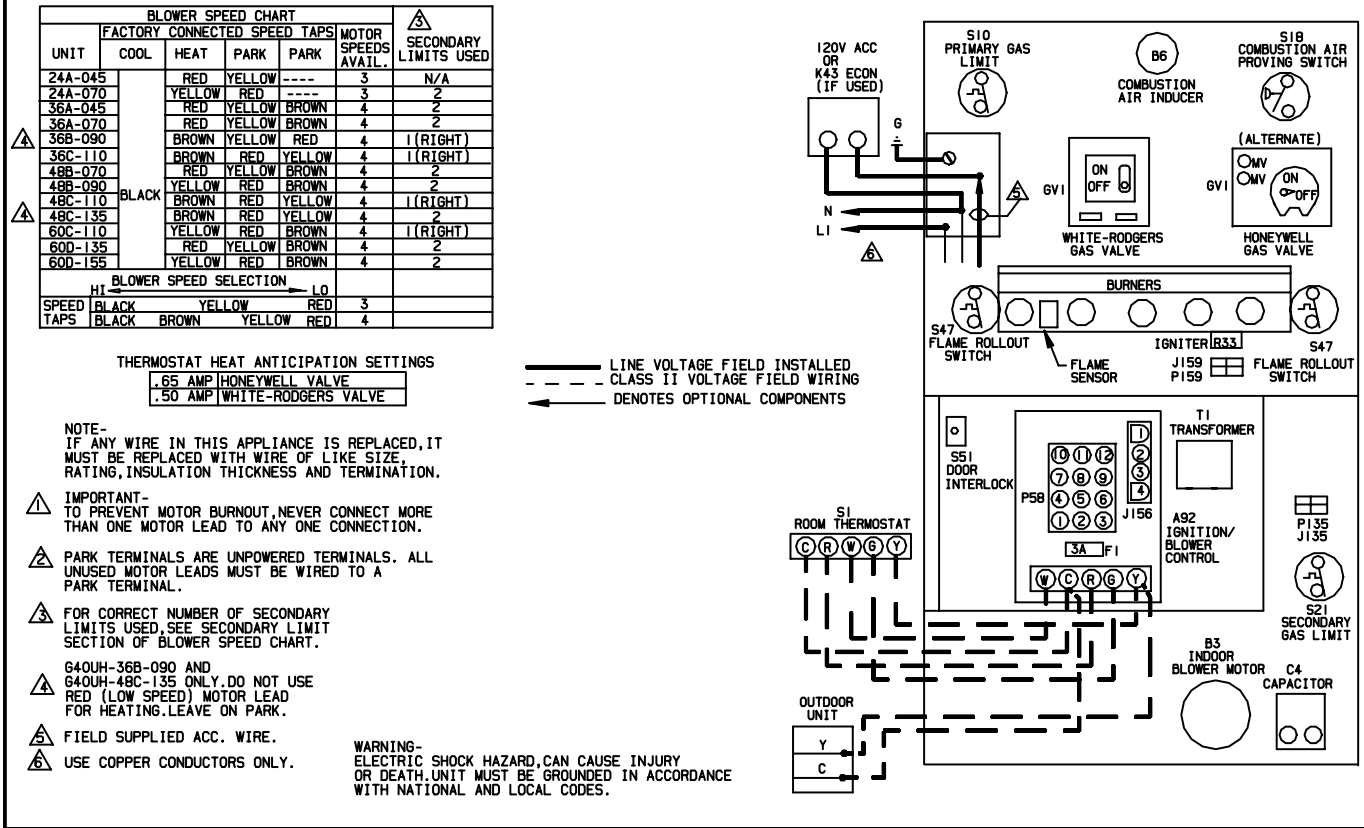 BLOWER SPEED CHART
FACTORY CONNECTED SPEED TAPS
MOTOR SPEEDS AVAIL.
3
SECONDARY LIMITS USED
UNIT COOL HEAT PARK PARK
24A-045 RED YELLOW ---- 3 N/A
24A-070 YELLOW RED ---- 3 2
36A-045 RED YELLOW BROWN 4 2
36A-070 RED YELLOW BROWN 4 2
4 36B-090 BROWN YELLOW RED 4 1(RIGHT)
36C-110 BROWN RED YELLOW 4 1(RIGHT)
48B-070 RED YELLOW BROWN 4 2
48B-090 YELLOW RED BROWN 4 2
BLACK
48C-110 BROWN RED YELLOW 4 1(RIGHT)
4 48C-135 BROWN RED YELLOW 4 2
60C-110 YELLOW RED BROWN 4 1(RIGHT)
60D-135 RED YELLOW BROWN 4 2
60D-155 YELLOW RED BROWN 4 2
BLOWER SPEED SELECTION
HI LO
SPEED TAPS
BLACK YELLOW RED 3
BLACK BROWN YELLOW RED 4
THERMOSTAT HEAT ANTICIPATION SETTINGS
.65 AMP HONEYWELL VALVE
.50 AMP WHITE-RODGERS VALVE
LINE VOLTAGE FIELD INSTALLED
CLASS II VOLTAGE FIELD WIRING
DENOTES OPTIONAL COMPONENTS
NOTE-
IF ANY WIRE IN THIS APPLIANCE IS REPLACED,IT
MUST BE REPLACED WITH WIRE OF LIKE SIZE,
RATING,INSULATION THICKNESS AND TERMINATION.
1 IMPORTANT-
TO PREVENT MOTOR BURNOUT,NEVER CONNECT MORE
THAN ONE MOTOR LEAD TO ANY ONE CONNECTION.
2 PARK TERMINALS ARE UNPOWERED TERMINALS. ALL
UNUSED MOTOR LEADS MUST BE WIRED TO A
PARK TERMINAL.
3 FOR CORRECT NUMBER OF SECONDARY
LIMITS USED,SEE SECONDARY LIMIT
SECTION OF BLOWER SPEED CHART.
4 G40UH-36B-090 AND
G40UH-48C-135 ONLY.DO NOT USE
RED (LOW SPEED) MOTOR LEAD
FOR HEATING.LEAVE ON PARK.
5 FIELD SUPPLIED ACC. WIRE.
6 USE COPPER CONDUCTORS ONLY.
WARNING-
ELECTRIC SHOCK HAZARD,CAN CAUSE INJURY
OR DEATH.UNIT MUST BE GROUNDED IN ACCORDANCE
WITH NATIONAL AND LOCAL CODES.
120V ACC
OR
K43 ECON
(IF USED)
G
N
L1
5
6
S10
PRIMARY GAS
LIMIT
B6
COMBUSTION
AIR INDUCER
S18
COMBUSTION AIR
PROVING SWITCH
GV1
ON
OFF
WHITE-RODGERS
GAS VALVE
(ALTERNATE)
MV
MV
GV1
ON
OFF
HONEYWELL
GAS VALVE
BURNERS
S47
FLAME ROLLOUT
SWITCH
FLAME
SENSOR
IGNITER R33
J159
P159
S47
FLAME ROLLOUT
SWITCH
S51
DOOR
INTERLOCK
P58
10 11 12
7 8 9
4 5 6
1 2 3
1
2
3
4
J156
3A F1
W C R G Y
T1
TRANSFORMER
A92
IGNITION/
BLOWER
CONTROL
P135
J135
S21
SECONDARY
GAS LIMIT
S1
ROOM THERMOSTAT
C R W G Y
OUTDOOR
UNIT
Y
C
B3
INDOOR
BLOWER MOTOR
C4
CAPACITOR